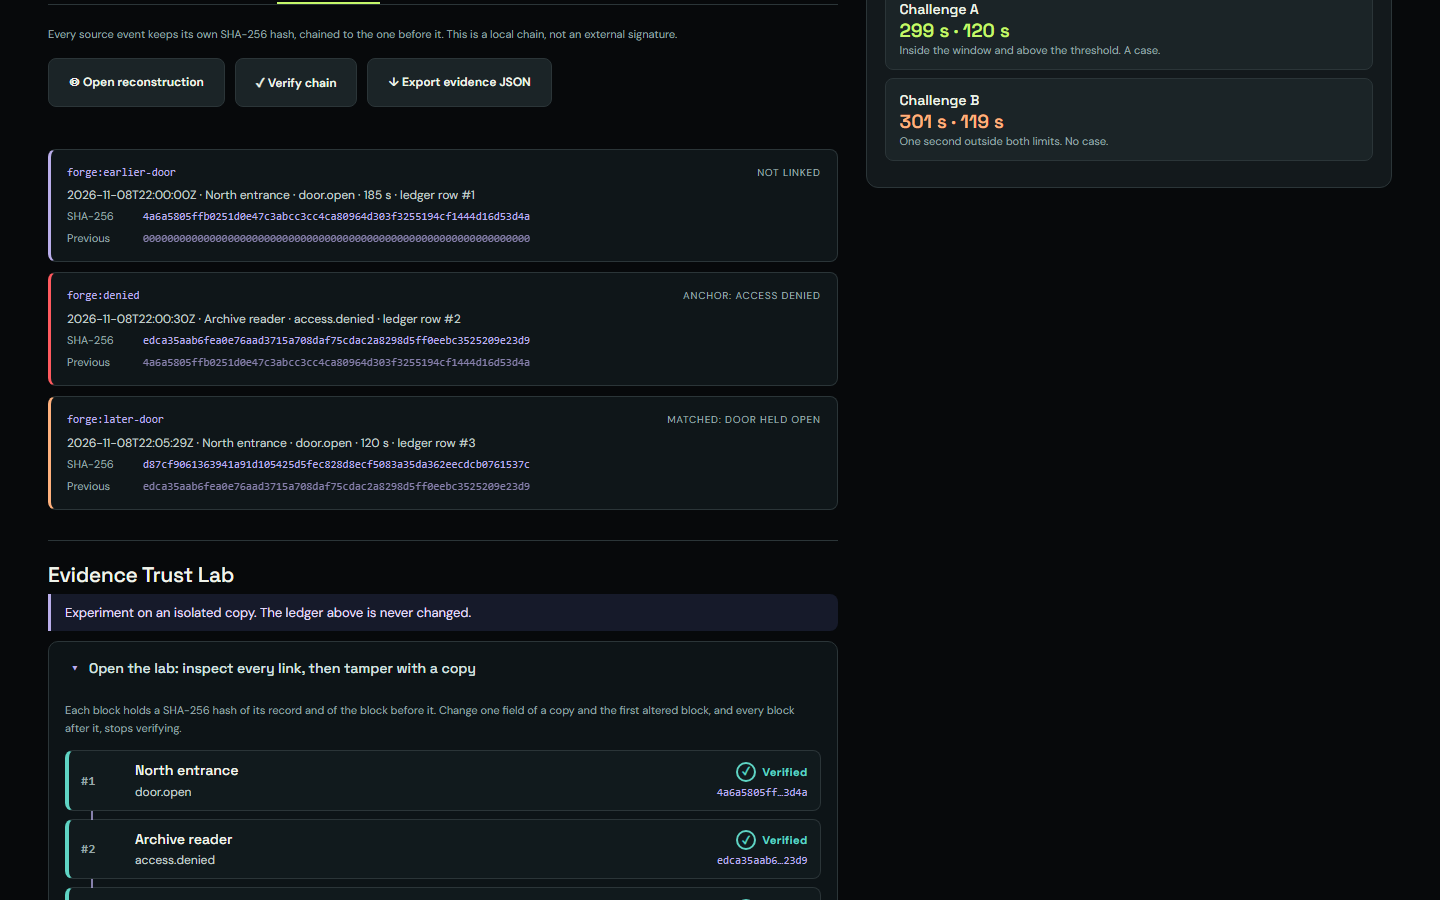 Every source event keeps its own SHA-256 hash, chained to the one before it. This is a local chain, not an external signature.
Open reconstruction
✓ Verify chain
↓ Export evidence JSON
forge:earlier-door
NOT LINKED
2026-11-08T22:00:00Z · North entrance · door.open · 185 s · ledger row #1
SHA-256 4a6a5805ffb0251d0e47c3abcc3cc4ca80964d303f3255194cf1444d16d53d4a
Previous 0000000000000000000000000000000000000000000000000000000000000000
forge:denied
ANCHOR: ACCESS DENIED
2026-11-08T22:00:30Z · Archive reader · access.denied · ledger row #2
SHA-256 edca35aab6fea0e76aad3715a708daf75cdac2a8298d5ff0eebc3525209e23d9
Previous 4a6a5805ffb0251d0e47c3abcc3cc4ca80964d303f3255194cf1444d16d53d4a
forge:later-door
MATCHED: DOOR HELD OPEN
2026-11-08T22:05:29Z · North entrance · door.open · 120 s · ledger row #3
SHA-256 d87cf9061363941a91d105425d5fec828d8ecf5083a35da362eecdcb0761537c
Previous edca35aab6fea0e76aad3715a708daf75cdac2a8298d5ff0eebc3525209e23d9
Evidence Trust Lab
Experiment on an isolated copy. The ledger above is never changed.
▾ Open the lab: inspect every link, then tamper with a copy
Each block holds a SHA-256 hash of its record and of the block before it. Change one field of a copy and the first altered block, and every block
after it, stops verifying.
#1
North entrance
door.open
✓ Verified
4a6a5805ff…3d4a
#2
Archive reader
access.denied
✓ Verified
edca35aab6…23d9
Challenge A
299 s · 120 s
Inside the window and above the threshold. A case.
Challenge B
301 s · 119 s
One second outside both limits. No case.